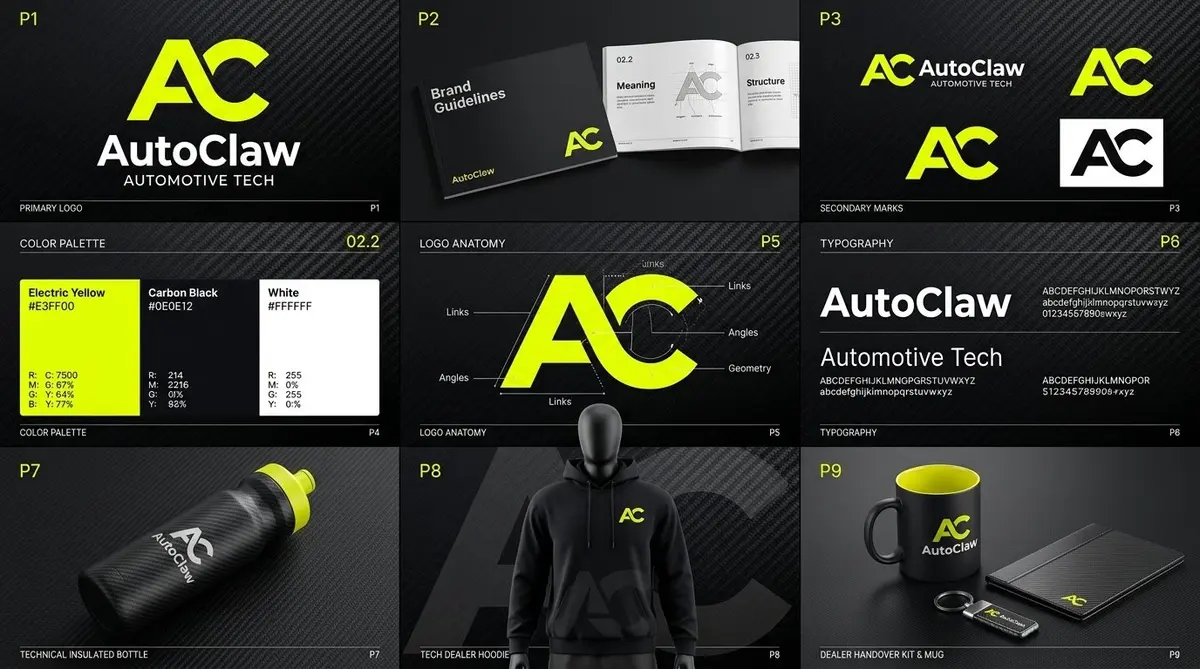 P1
AC
AutoClaw
AUTOMOTIVE TECH
PRIMARY LOGO
P1
P2
Brand
Guidelines
AC
AutoClew
02.2
Meaning
AC
02.3
Structure
P3
AC AutoClaw
AUTOMOTIVE TECH
AC
AC
AC
SECONDARY MARKS
P3
COLOR PALETTE
02.2
Electric Yellow
#E3FF00
R: C: 7500
M: G: 67%
G: Y: 64%
B: Y: 77%
Carbon Black
#0E0E12
R: 214
M: 2216
Y:
White
#FFFFFF
R: 255
M: 0%
G: 255
Y: 0:%
COLOR PALETTE
P4
LOGO ANATOMY
P5
Links
Links
Links
Angles
Angles
Geometry
Links
AC
LOGO ANATOMY
P5
TYPOGRAPHY
P6
AutoClaw
Automotive Tech
TYPOGRAPHY
P6
P7
AC
AutoClaw
TECHNICAL INSULATED BOTTLE
P7
P8
AC
AC
AC
TECH DEALER HOODIE
P8
P9
AC
AutoClaw
AC
AC
DEALER HANDOVER KIT & MUG
P9